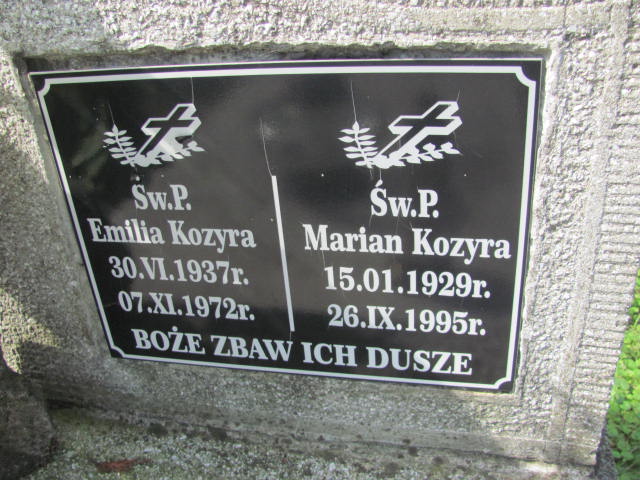 Św.P.
Emilia Kozyra
30.VI.1937r.
07.XI.1972r.
Św.P.
Marian Kozyra
15.01.1929r.
26.IX.1995r.
BOŻE ZBAW ICH DUSZE